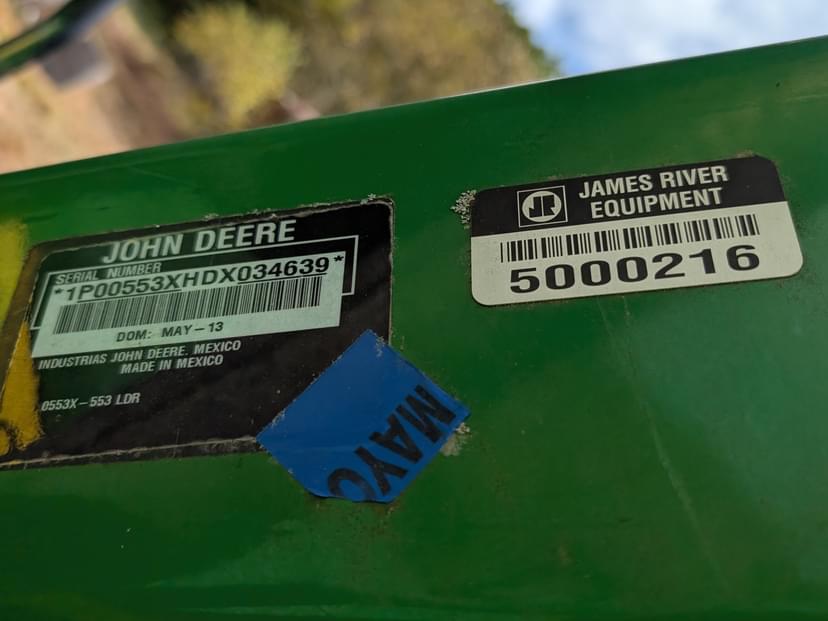 JOHN DEERE
SERIAL NUMBER
*1P00553XHDX034639*
DOM: MAY-13
INDUSTRIAS JOHN DEERE. MEXICO
MADE IN MEXICO
0553X-553 LDR
MAYO
JAMES RIVER
EQUIPMENT
5000216